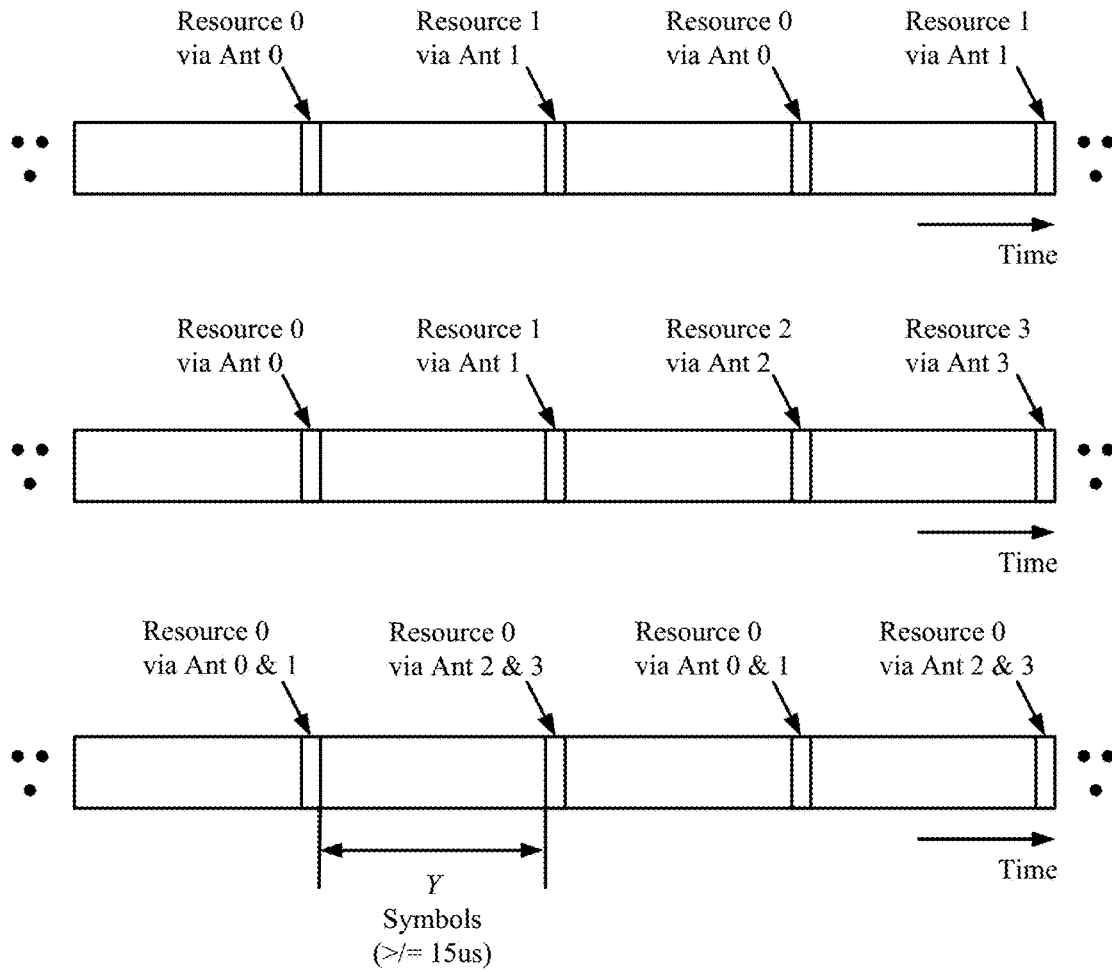 Resource 0
via Ant 0
Resource 1
via Ant 1
Resource 0
via Ant 0
Resource 1
via Ant 1
Time
Resource 0
via Ant 0
Resource 1
via Ant 1
Resource 2
via Ant 2
Resource 3
via Ant 3
Time
Resource 0
via Ant 0 & 1
Resource 0
via Ant 2 & 3
Resource 0
via Ant 0 & 1
Resource 0
via Ant 2 & 3
Time
Y
Symbols
(>/= 15us)